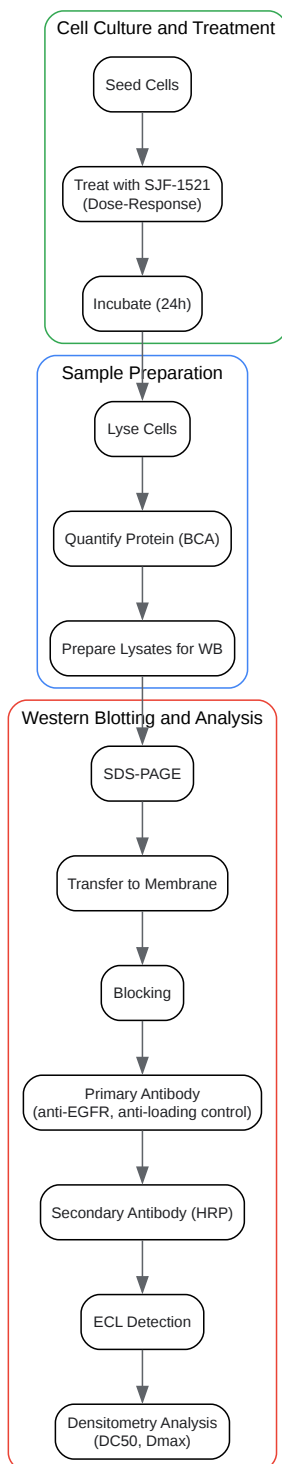 Cell Culture and Treatment
Seed Cells
Treat with SJF-1521
(Dose-Response)
Incubate (24h)
Sample Preparation
Lyse Cells
Quantify Protein (BCA)
Prepare Lysates for WB
Western Blotting and Analysis
SDS-PAGE
Transfer to Membrane
Blocking
Primary Antibody
(anti-EGFR, anti-loading control)
Secondary Antibody (HRP)
ECL Detection
Densitometry Analysis
(DC50, Dmax)